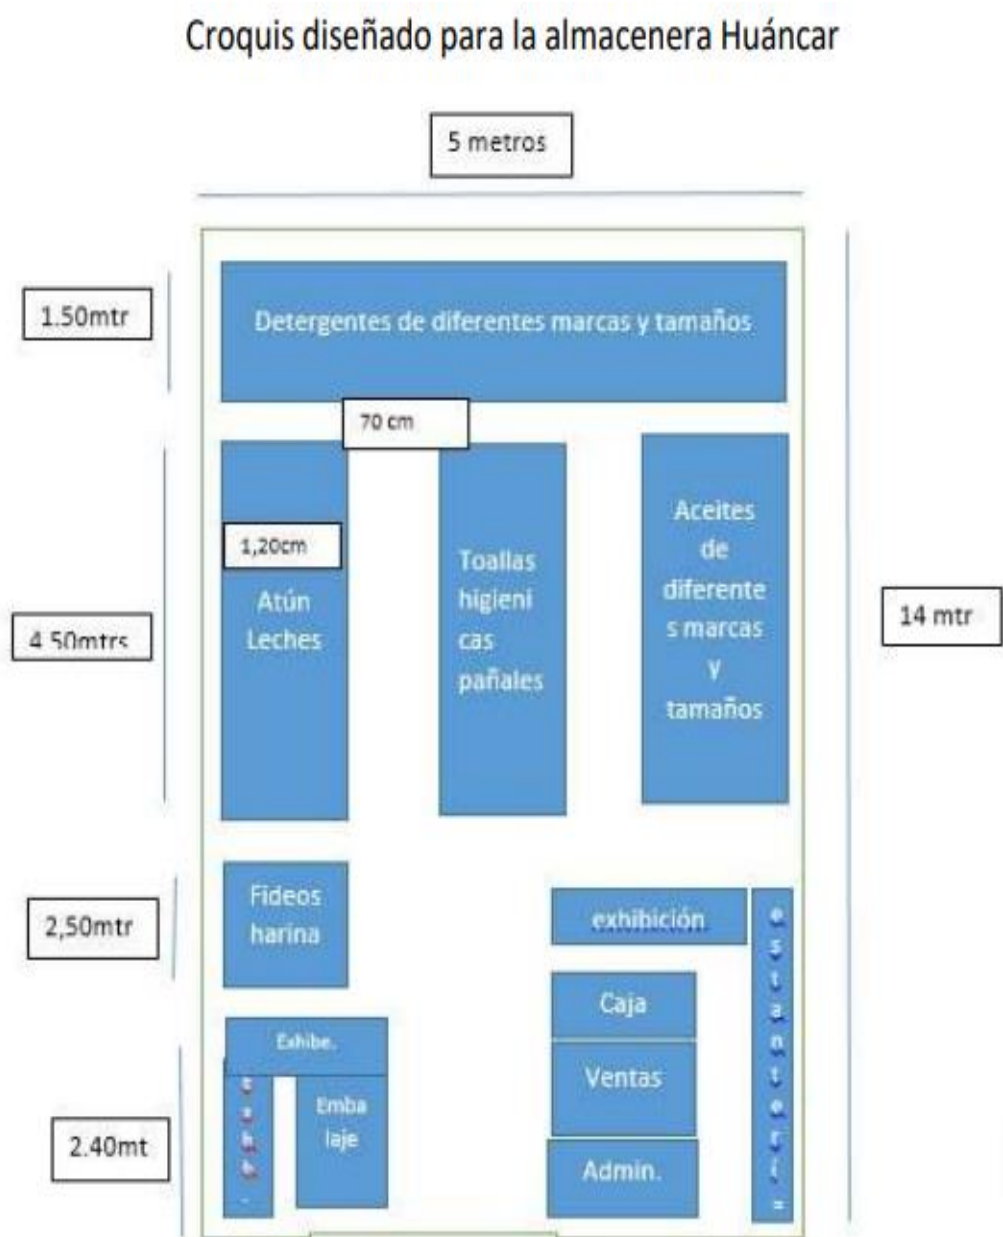 Croquis diseñado para la almacenera Huáncar
5 metros
1.50mtr
Detergentes de diferentes marcas y tamaños
70 cm
1,20cm
Atún
Leches
4.50mtrs
Toallas
higieni
cas
pañales
Aceites
de
diferente
s marcas
y
tamaños
14 mtr
Fideos
harina
2,50mtr
exhibición
e
s
t
a
n
t
e
r
í
Caja
Ventas
Admin.
Exhibe.
Emba
laje
2.40mt